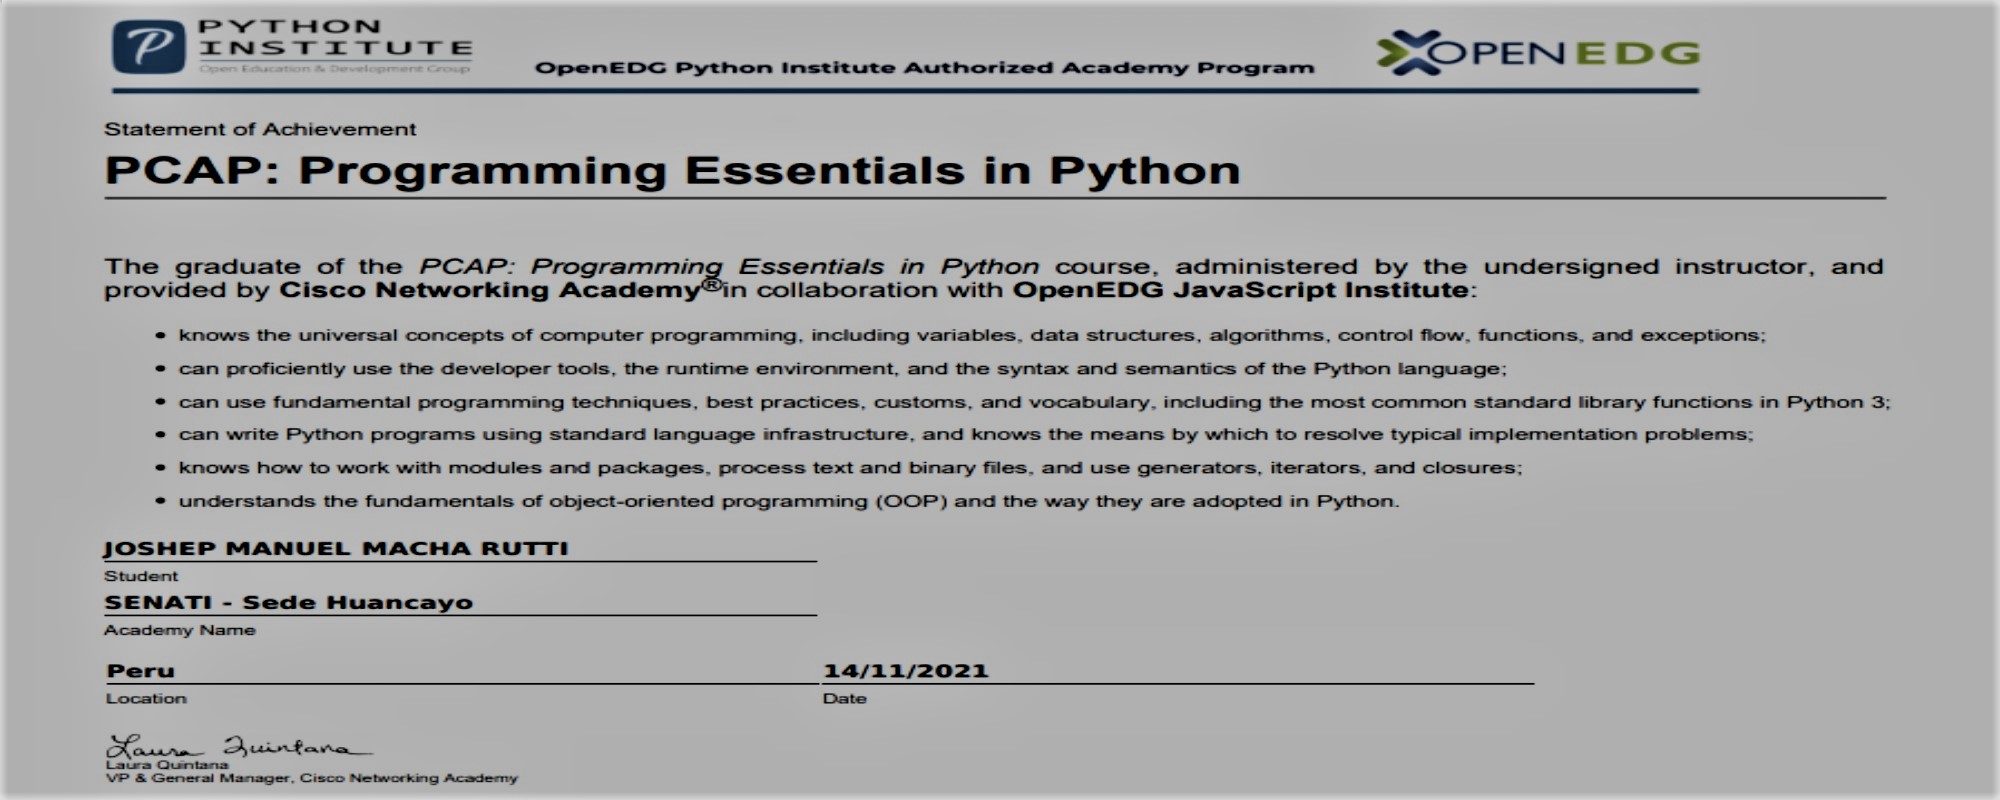 PYTHON
INSTITUTE
Open Education & Development Group
OpenEDG Python Institute Authorized Academy Program
OPENEDG
Statement of Achievement
PCAP: Programming Essentials in Python
The graduate of the PCAP: Programming Essentials in Python course, administered by the undersigned instructor, and
provided by Cisco Networking Academy®in collaboration with OpenEDG JavaScript Institute:
• knows the universal concepts of computer programming, including variables, data structures, algorithms, control flow, functions, and exceptions;
• can proficiently use the developer tools, the runtime environment, and the syntax and semantics of the Python language;
• can use fundamental programming techniques, best practices, customs, and vocabulary, including the most common standard library functions in Python 3;
• can write Python programs using standard language infrastructure, and knows the means by which to resolve typical implementation problems;
• knows how to work with modules and packages, process text and binary files, and use generators, iterators, and closures;
• understands the fundamentals of object-oriented programming (OOP) and the way they are adopted in Python.
JOSHEP MANUEL MACHA RUTTI
Student
SENATI - Sede Huancayo
Academy Name
Peru 14/11/2021
Location Date
Laura Quintana
Laura Quintana
VP & General Manager, Cisco Networking Academy